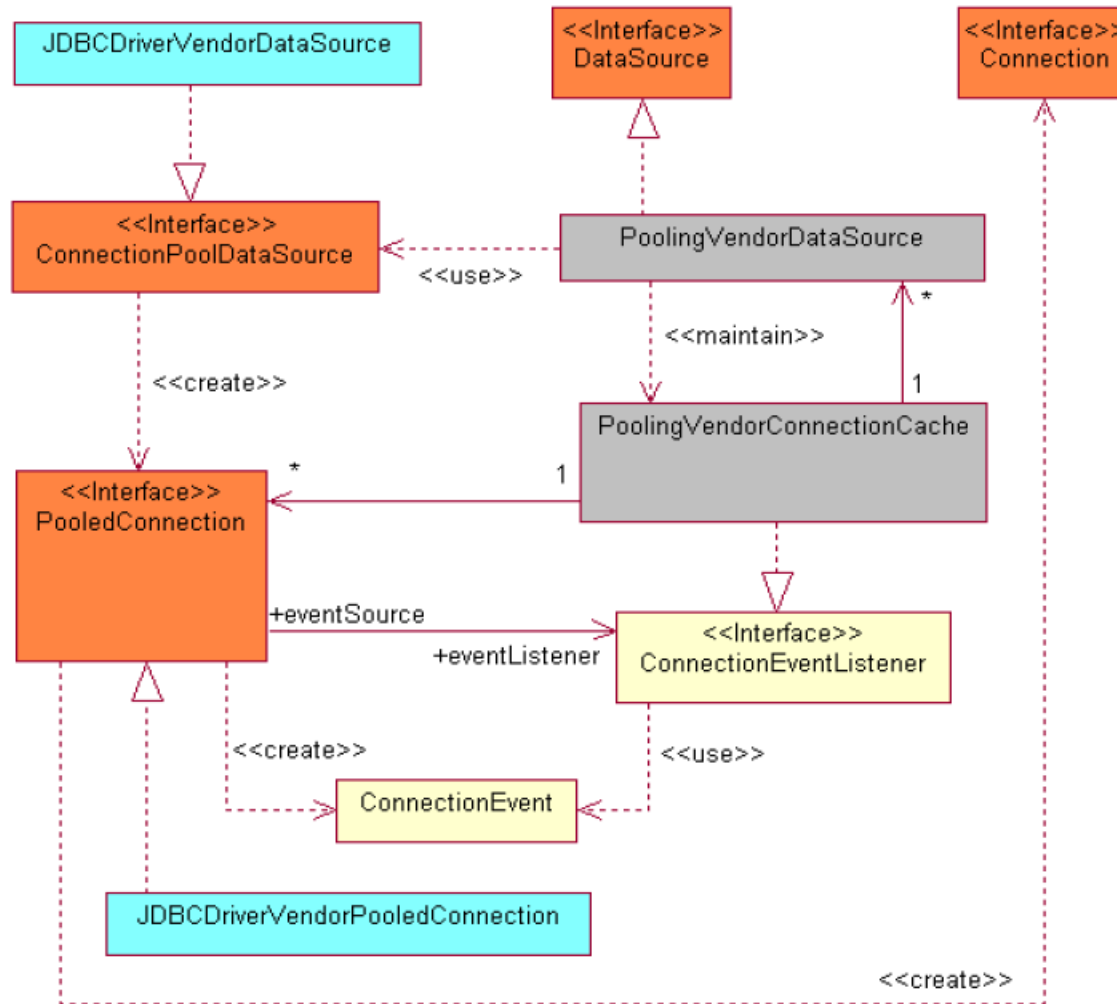 JDBCDriverVendorDataSource
<<Interface>>
DataSource
<<Interface>>
Connection
<<Interface>>
ConnectionPoolDataSource
PoolingVendorDataSource
<<use>>
*
<<maintain>>
<<create>>
1
PoolingVendorConnectionCache
*
1
<<Interface>>
PooledConnection
+eventSource
+eventListener
<<Interface>>
ConnectionEventListener
<<create>>
<<use>>
ConnectionEvent
JDBCDriverVendorPooledConnection
<<create>>